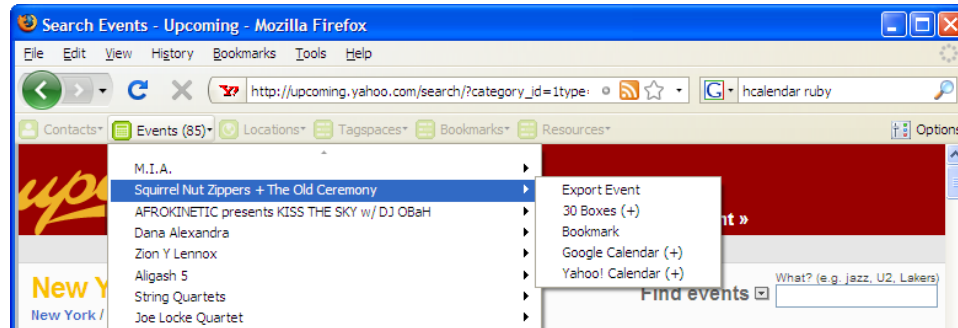 Search Events - Upcoming - Mozilla Firefox
File Edit View History Bookmarks Tools Help
http://upcoming.yahoo.com/search/?category_id=1type: G hcalendar ruby
Contacts Events (85) Locations Tagspaces Bookmarks Resources Options
upc
M.I.A.
Squirrel Nut Zippers + The Old Ceremony Export Event
AFROKINETIC presents KISS THE SKY w/ DJ OBaH 30 Boxes (+)
nt »
Dana Alexandra Bookmark
Zion Y Lennox Google Calendar (+)
Aligash 5 Yahoo! Calendar (+)
What? (e.g. jazz, U2, Lakers)
New Y String Quartets Find events
New York / Joe Locke Quartet